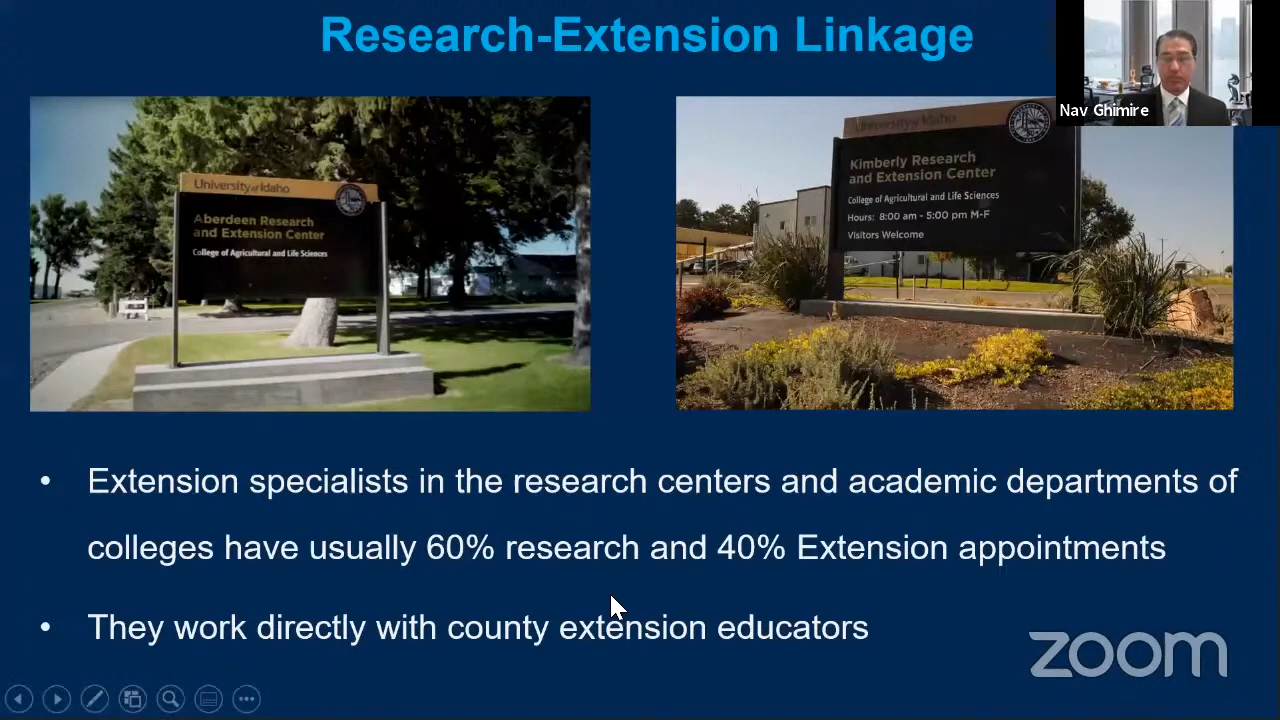 Research-Extension Linkage
Nav Ghimire
University of Idaho
Aberdeen Research
and Extension Center
College of Agricultural and Life Sciences
University of Idaho
Kimberly Research
and Extension Center
College of Agricultural and Life Sciences
Hours: 8:00 am - 5:00 pm M-F
Visitors Welcome
• Extension specialists in the research centers and academic departments of
colleges have usually 60% research and 40% Extension appointments
• They work directly with county extension educators
zoom